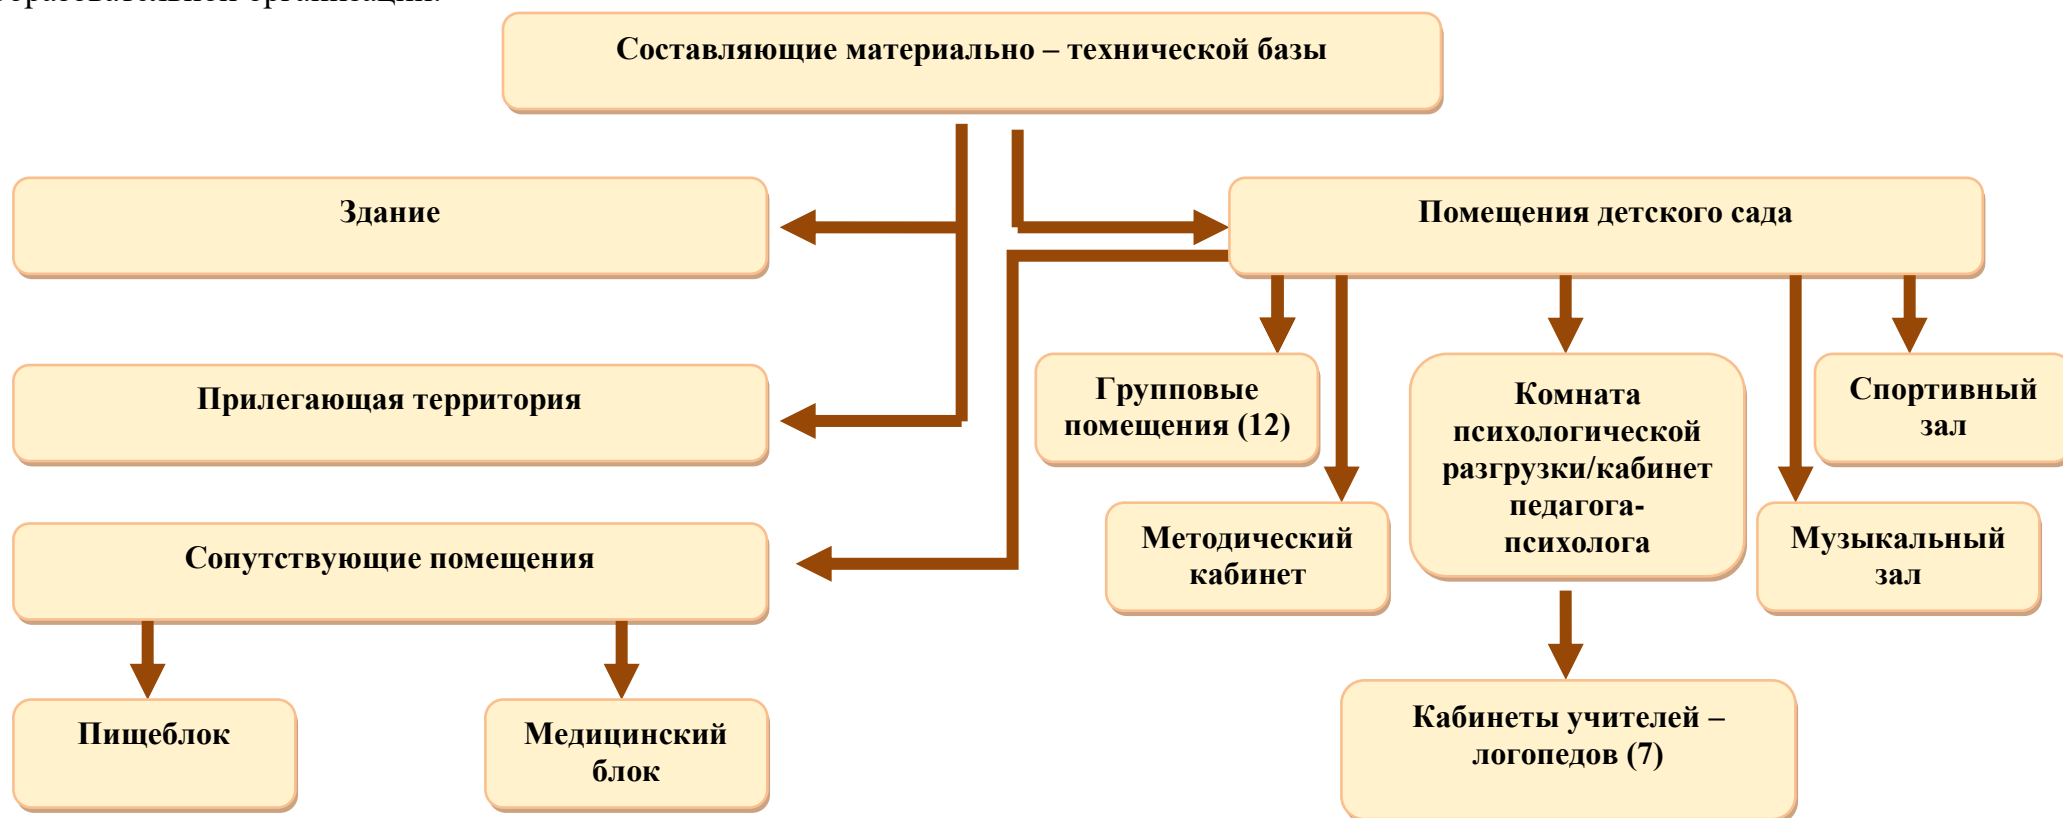 Составляющие материально – технической базы
Здание
Помещения детского сада
Прилегающая территория
Групповые
помещения (12)
Комната
психологической
разгрузки/кабинет
педагога-
психолога
Спортивный
зал
Методический
кабинет
Музыкальный
зал
Сопутствующие помещения
Пищеблок
Медицинский
блок
Кабинеты учителей –
логопедов (7)